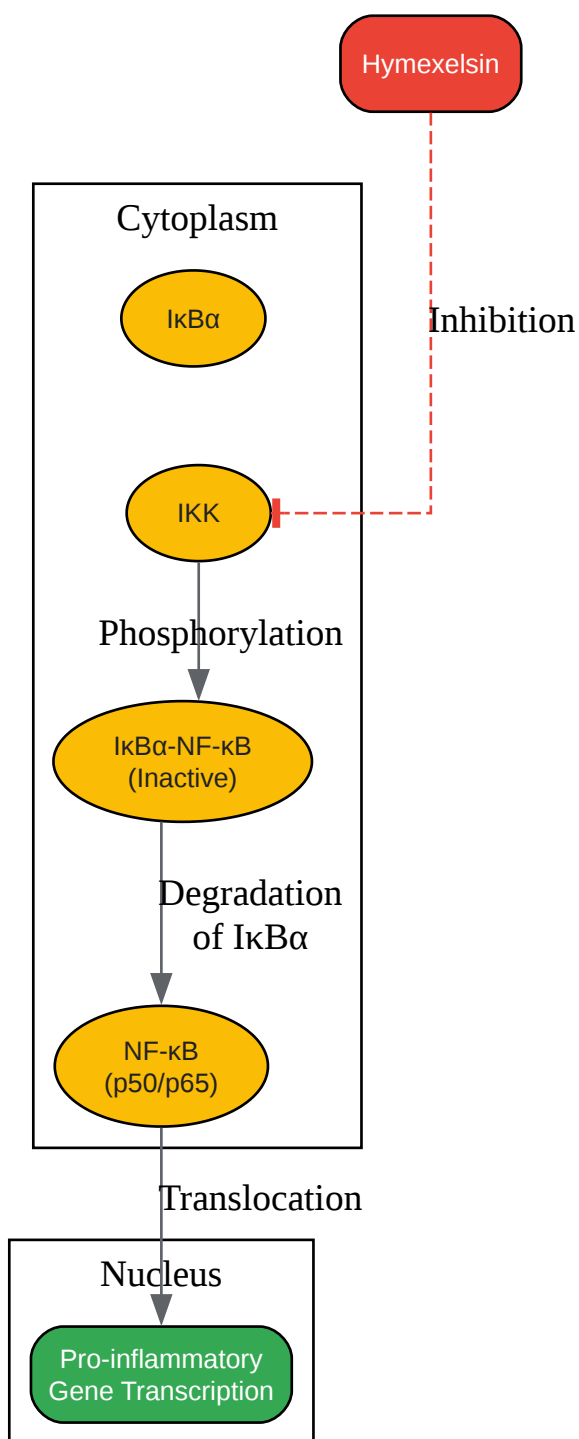 Hymexelsin
Cytoplasm
IκBα
Inhibition
IKK
Phosphorylation
IκBα-NF-κB
(Inactive)
Degradation
of IκBα
NF-κB
(p50/p65)
Translocation
Nucleus
Pro-inflammatory
Gene Transcription